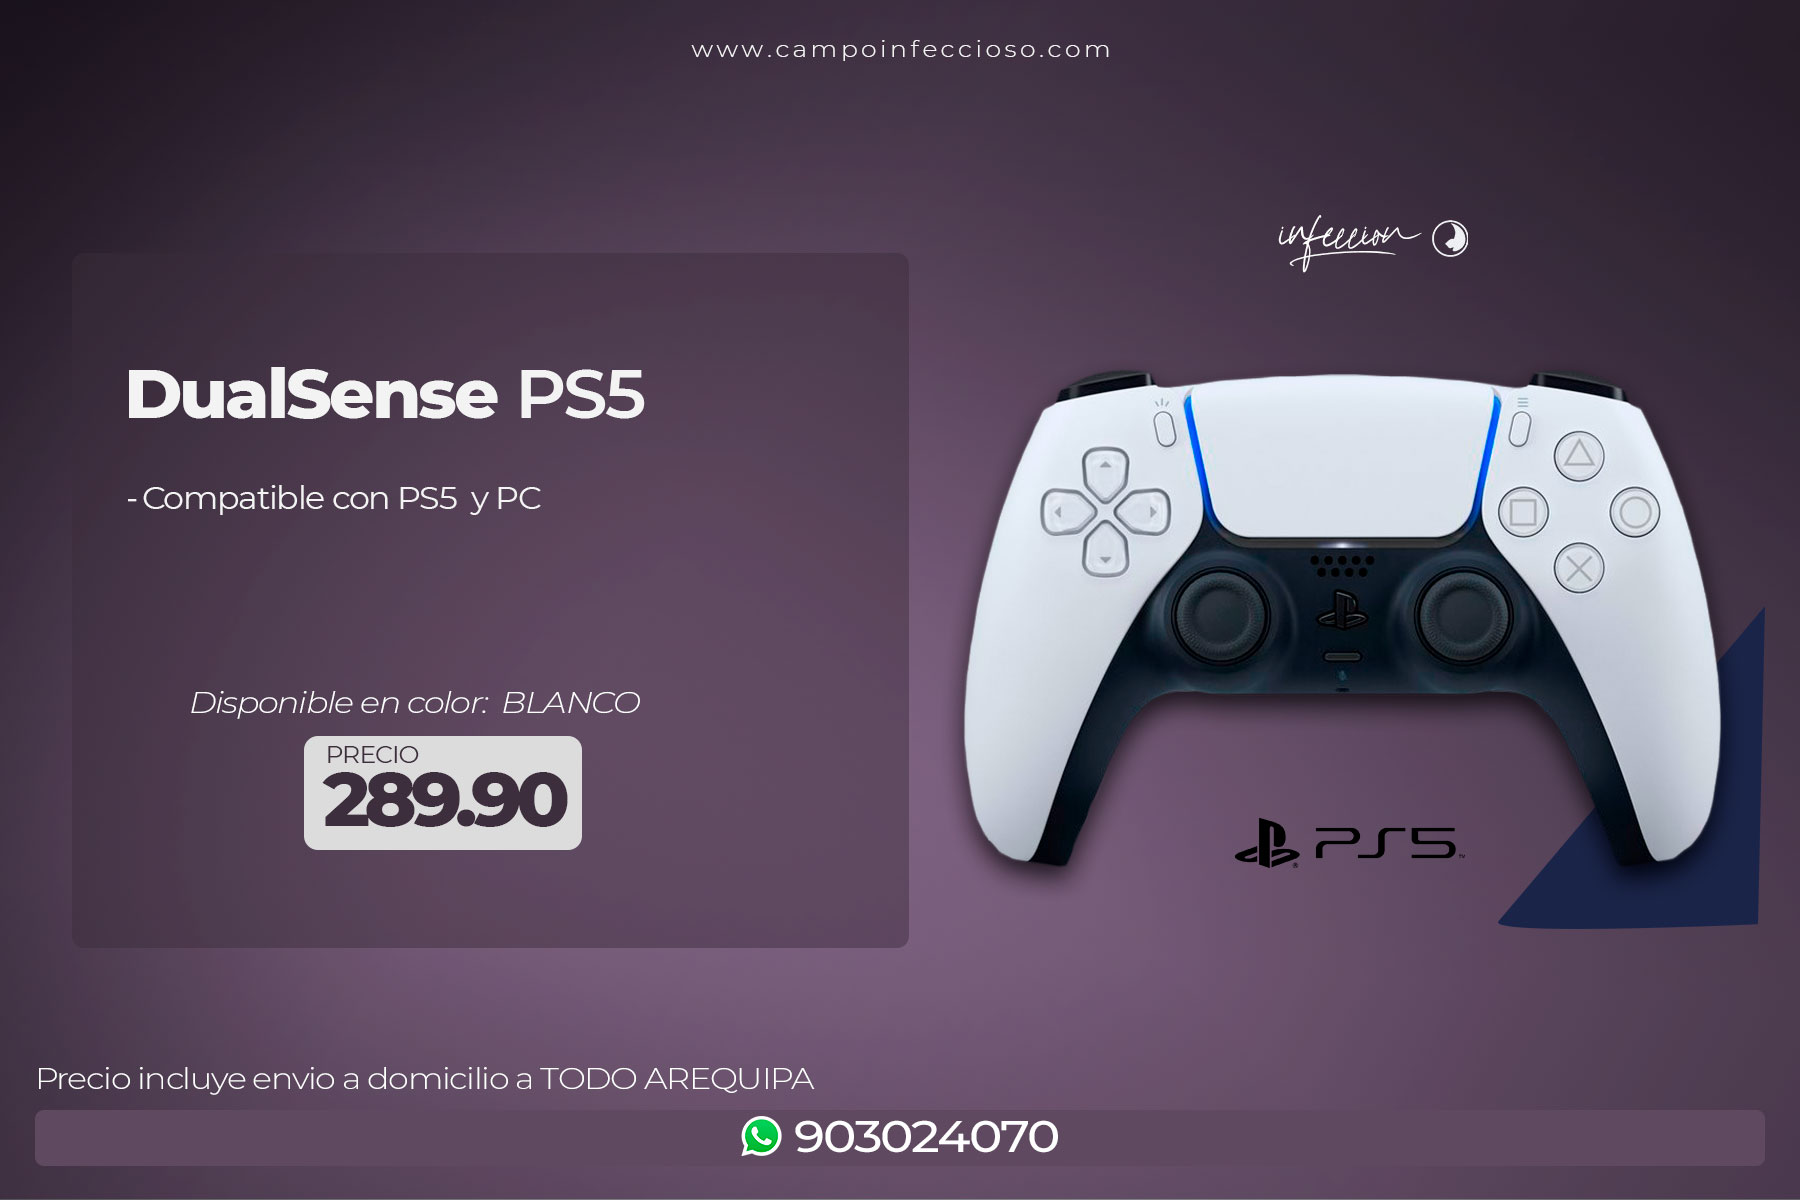 www.campoinfeccioso.com
infeccion
DualSense PS5
- Compatible con PS5 y PC
Disponible en color: BLANCO
PRECIO
289.90
PS5
Precio incluye envio a domicilio a TODO AREQUIPA
903024070